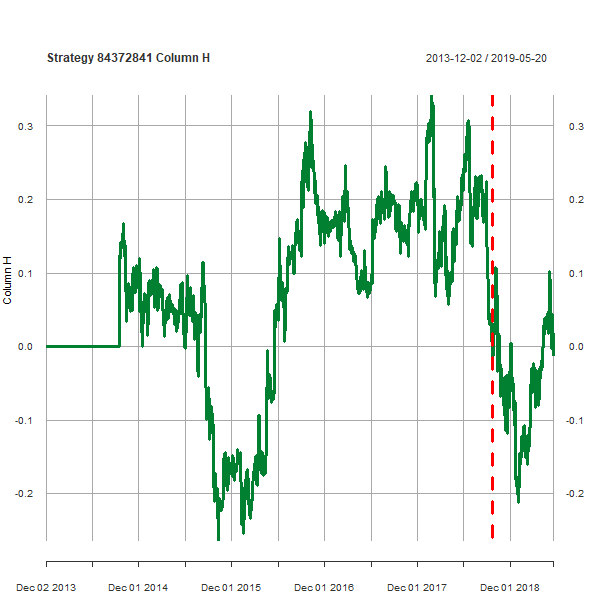 Strategy 84372841 Column H
2013-12-02 / 2019-05-20
0.3
0.3
0.2
0.2
0.1
0.1
Column H
0.0
0.0
-0.1
-0.1
-0.2
-0.2
Dec 02 2013
Dec 01 2014
Dec 01 2015
Dec 01 2016
Dec 01 2017
Dec 01 2018